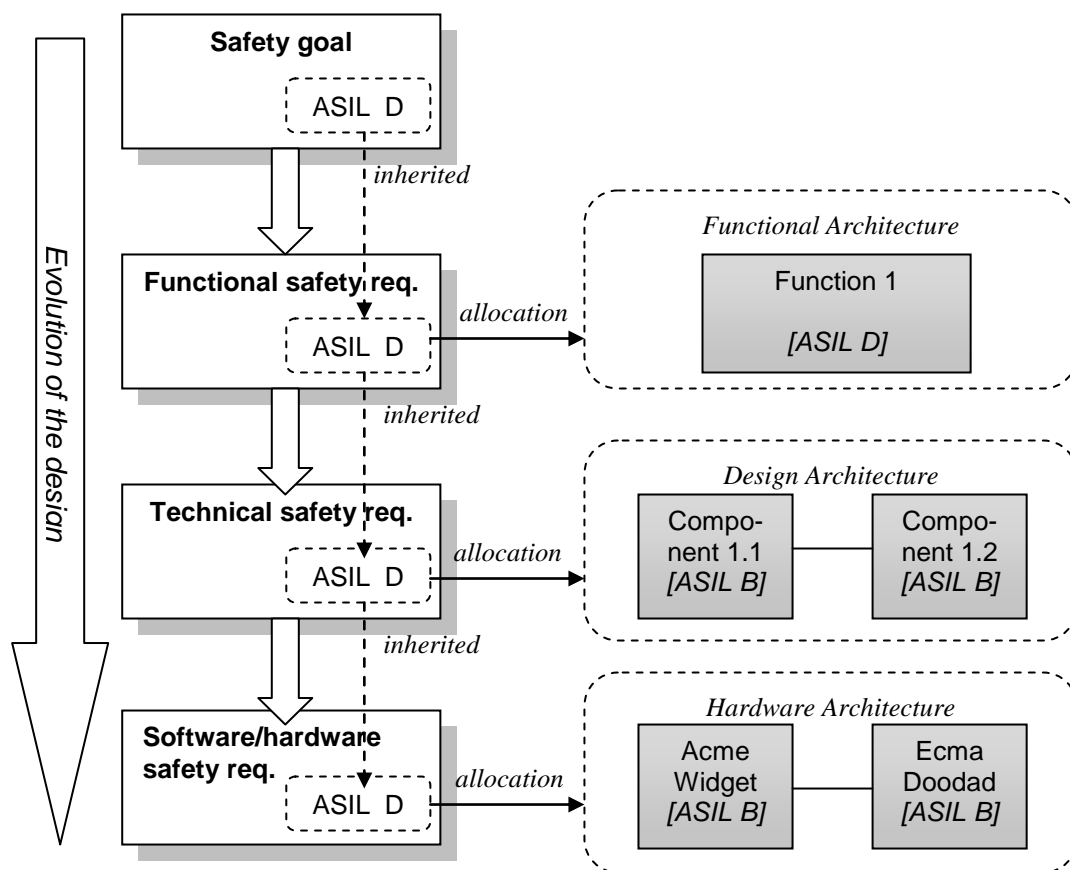 Safety goal
ASIL D
inherited
Evolution of the design
Functional safety req.
ASIL D
allocation
Functional Architecture
Function 1
[ASIL D]
inherited
Technical safety req.
ASIL D
allocation
Design Architecture
Compo-
nent 1.1
[ASIL B]
Compo-
nent 1.2
[ASIL B]
inherited
Software/hardware
safety req.
ASIL D
allocation
Hardware Architecture
Acme
Widget
[ASIL B]
Ecma
Doodad
[ASIL B]